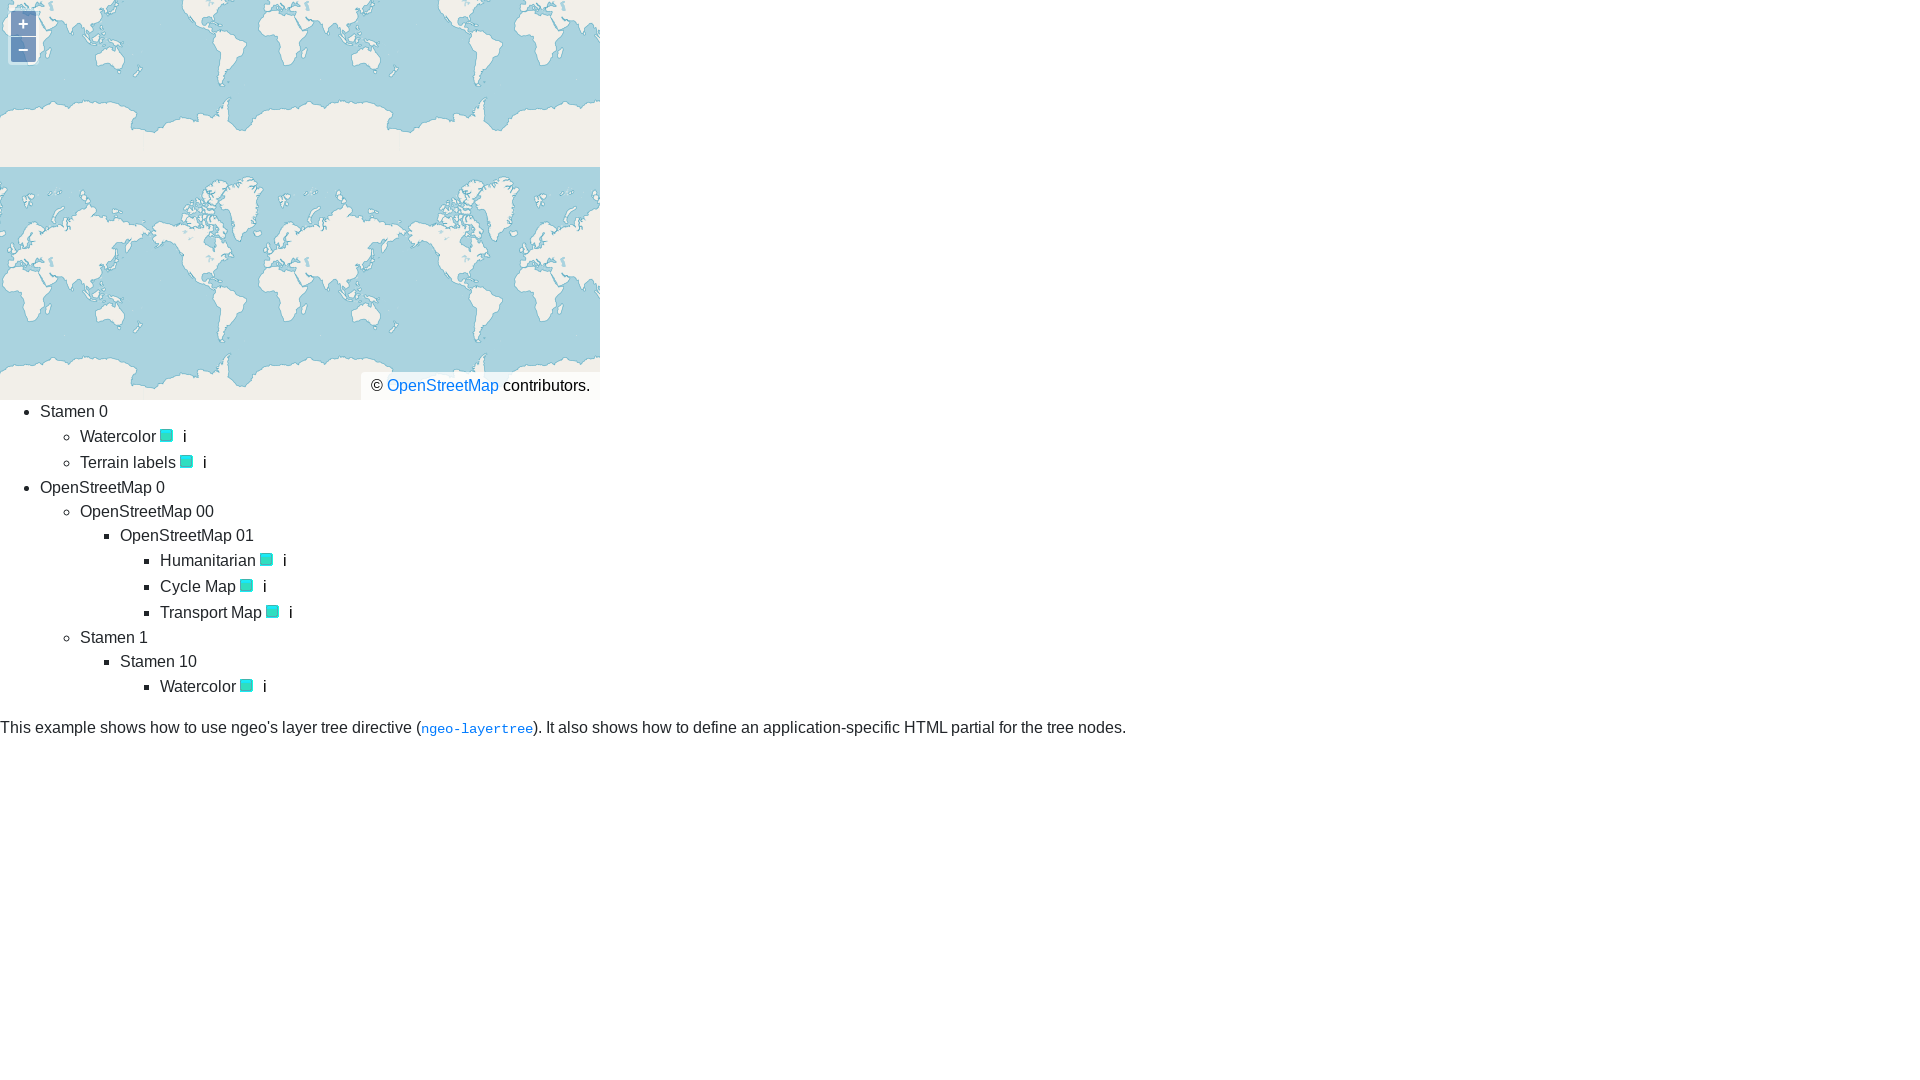 +
−
© OpenStreetMap contributors.
Stamen 0
Watercolor i
Terrain labels i
OpenStreetMap 0
OpenStreetMap 00
OpenStreetMap 01
Humanitarian i
Cycle Map i
Transport Map i
Stamen 1
Stamen 10
Watercolor i
This example shows how to use ngeo's layer tree directive (ngeo-layertree). It also shows how to define an application-specific HTML partial for the tree nodes.